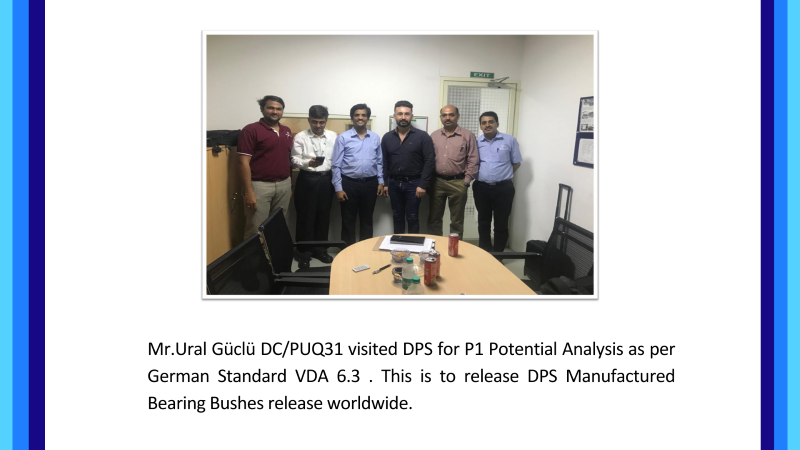 EXIT
Mr.Ural Güclü DC/PUQ31 visited DPS for P1 Potential Analysis as per
German Standard VDA 6.3 . This is to release DPS Manufactured
Bearing Bushes release worldwide.